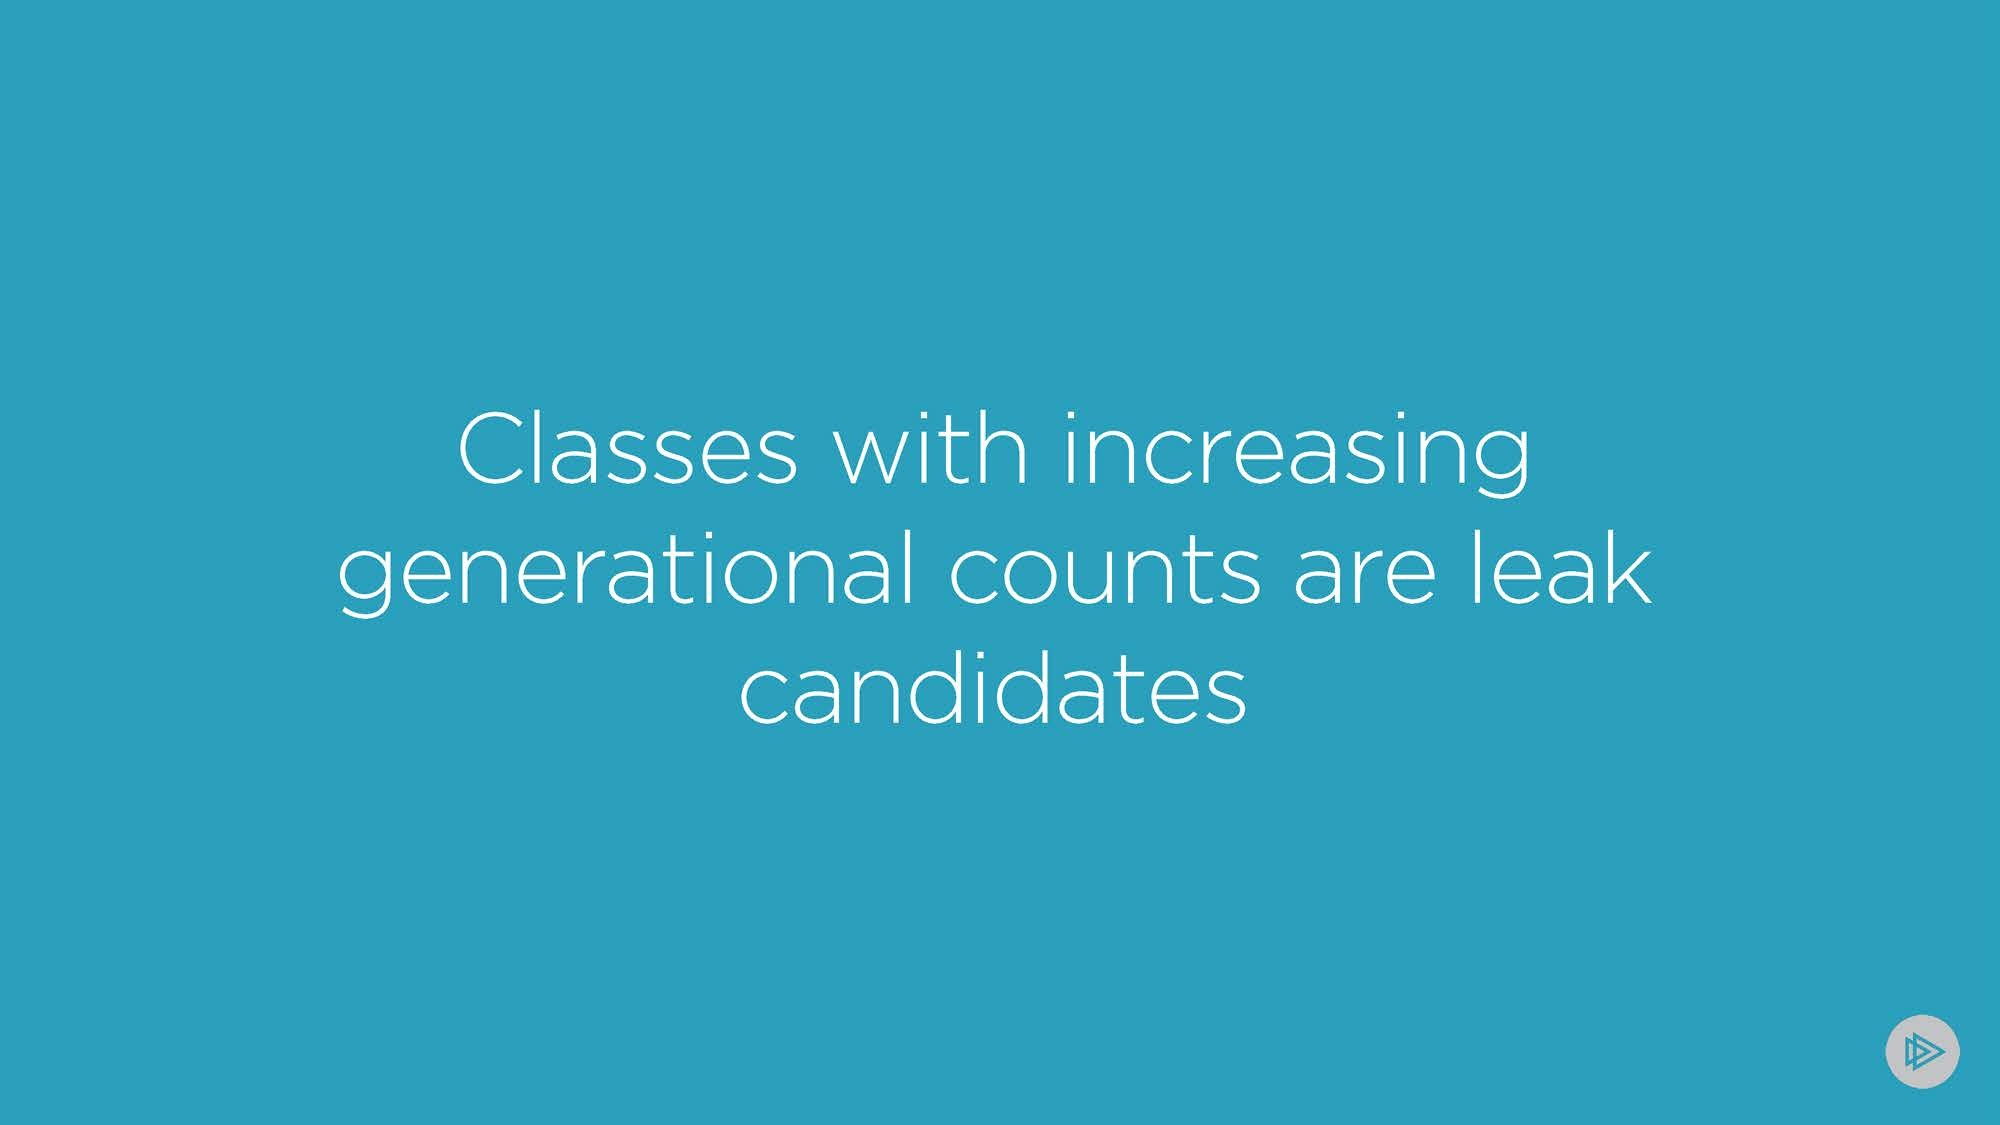 Classes with increasing
generational counts are leak
candidates